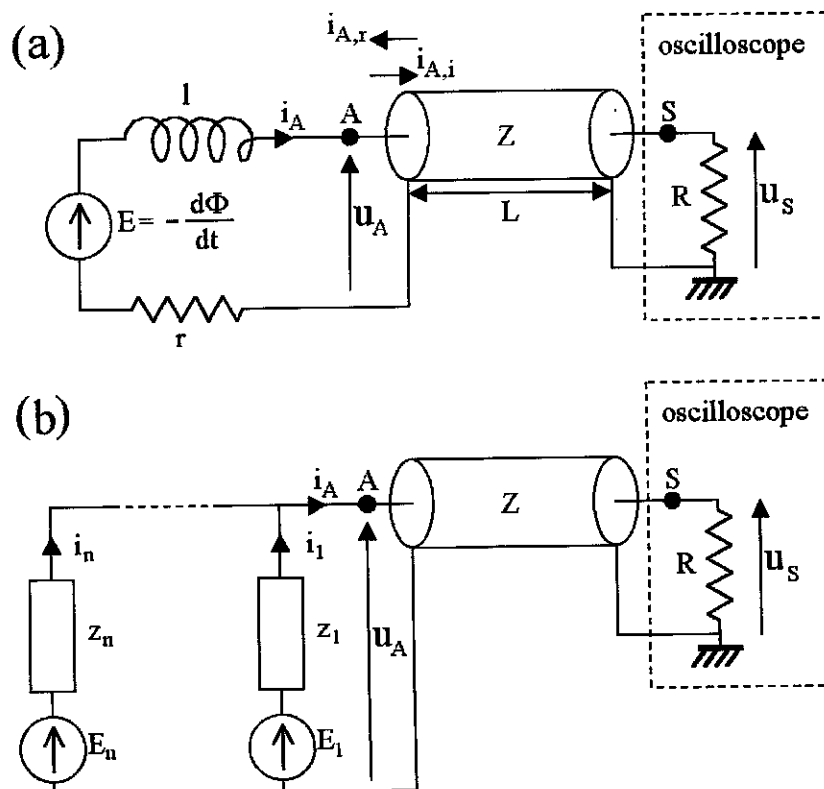 (a)
i_A,r
i_A,i
oscilloscope
l
i_A
A
Z
S
E = - dΦ/dt
u_A
L
R
u_S
r
(b)
oscilloscope
i_A
A
Z
S
i_n
i_1
z_n
z_1
u_A
R
u_S
E_n
E_1